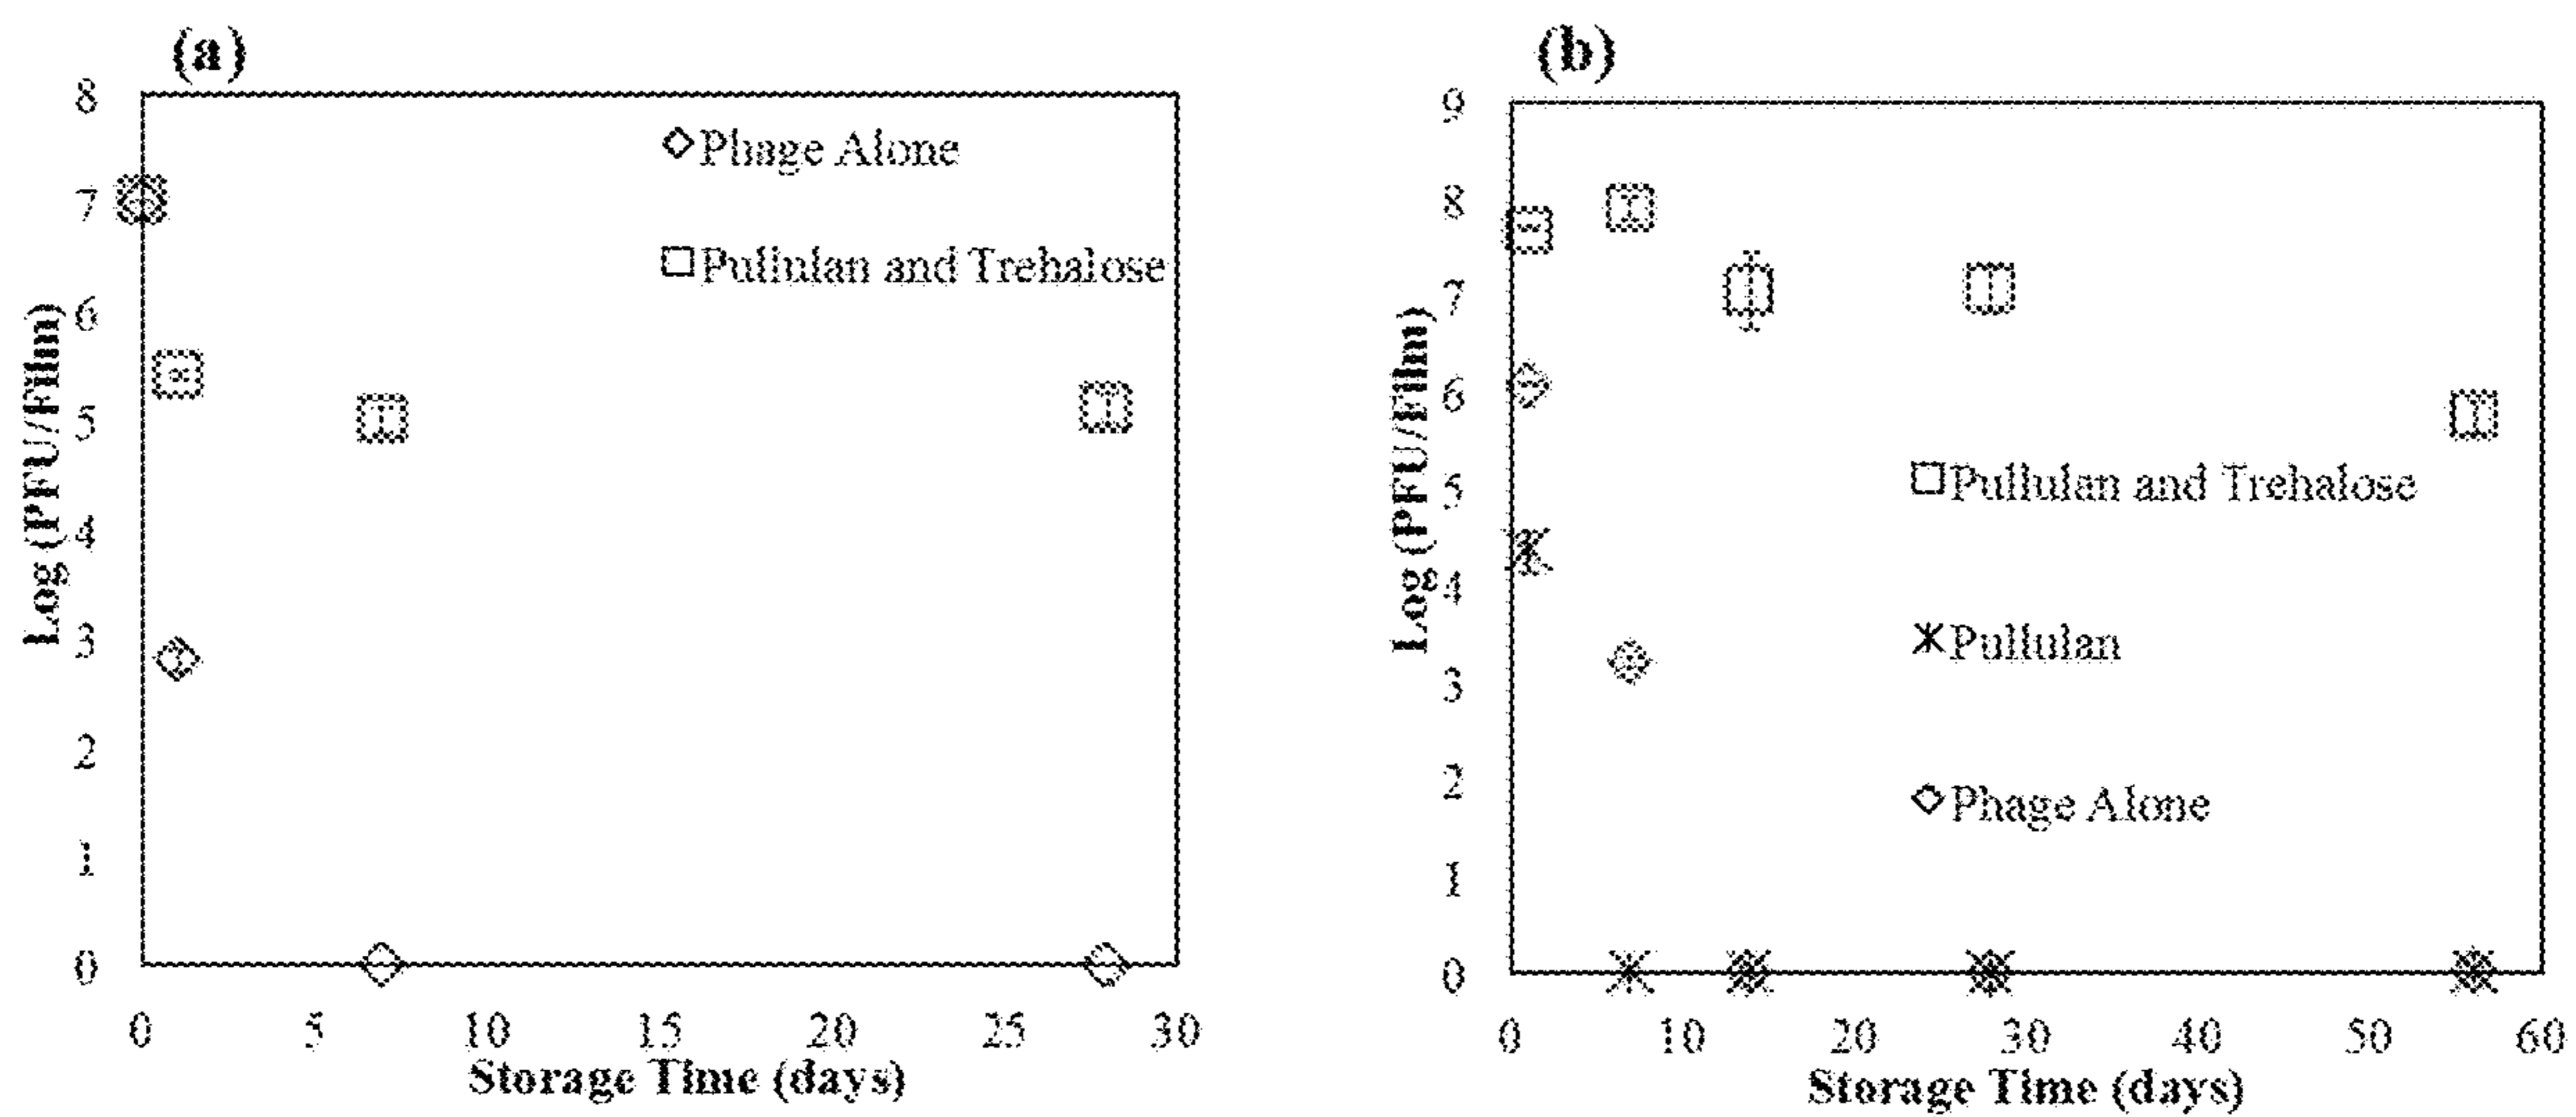 (a)
8
7
6
5
4
3
2
1
0
Log (PFU/Film)
Phage Alone
Pullulan and Trehalose
0 5 10 15 20 25 30
Storage Time (days)
(b)
9
8
7
6
5
4
3
2
1
0
Log (PFU/Film)
Pullulan and Trehalose
Pullulan
Phage Alone
0 10 20 30 40 50 60
Storage Time (days)